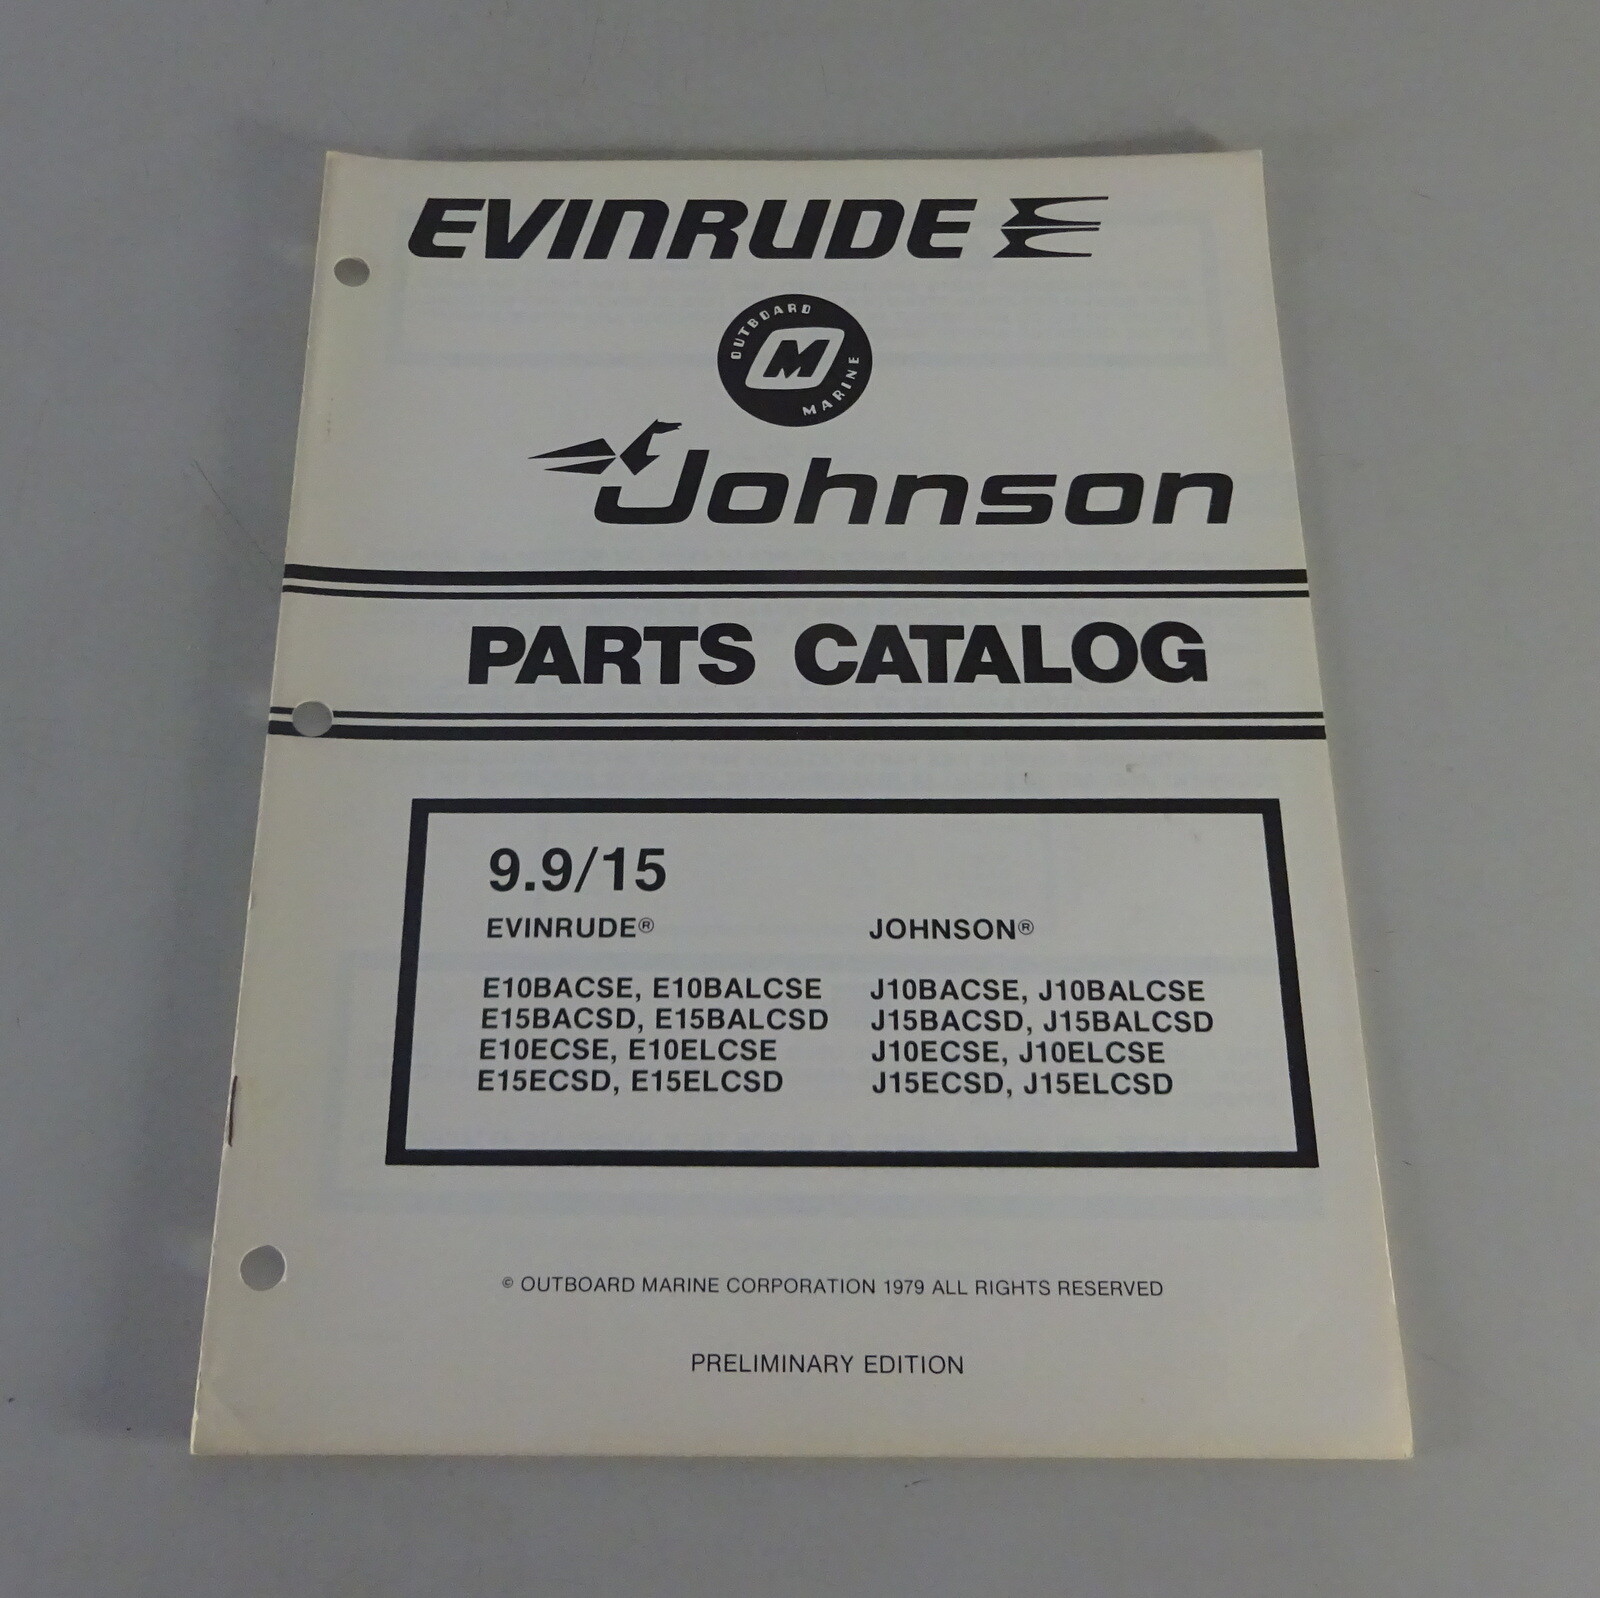 EVINRUDE
OUTBOARD
M
MARINE
Johnson
PARTS CATALOG
9.9/15
EVINRUDE® JOHNSON®
E10BACSE, E10BALCSE J10BACSE, J10BALCSE
E15BACSD, E15BALCSD J15BACSD, J15BALCSD
E10ECSE, E10ELCSE J10ECSE, J10ELCSE
E15ECSD, E15ELCSD J15ECSD, J15ELCSD
© OUTBOARD MARINE CORPORATION 1979 ALL RIGHTS RESERVED
PRELIMINARY EDITION